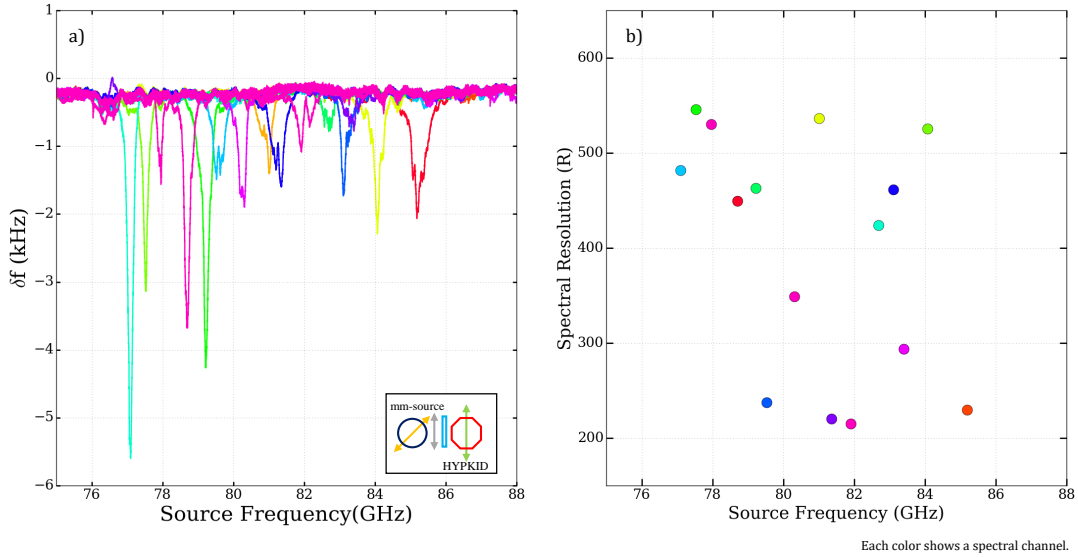 a)
1
0
−1
−2
−3
−4
−5
−6
δf (kHz)
76 78 80 82 84 86 88
Source Frequency(GHz)
mm-source
HYPKID
b)
600
500
400
300
200
Spectral Resolution (R)
76 78 80 82 84 86 88
Source Frequency (GHz)
Each color shows a spectral channel.